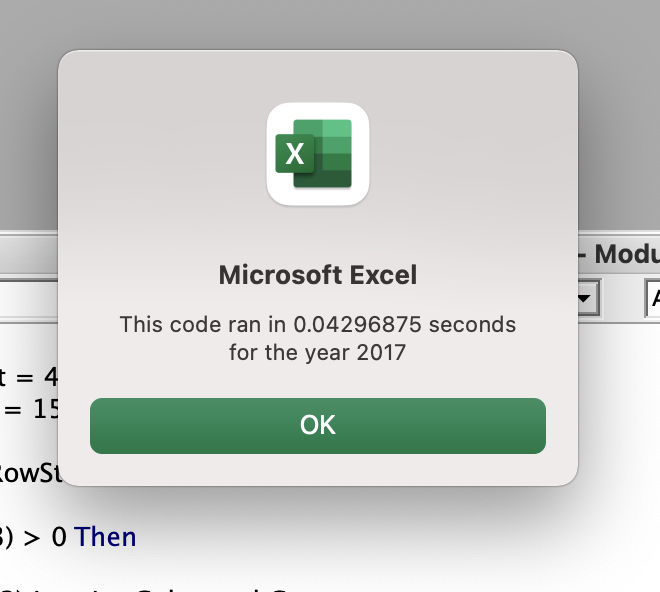 X
- Modu
Microsoft Excel
This code ran in 0.04296875 seconds
for the year 2017
t = 4
= 15
OK
RowSt
) > 0 Then